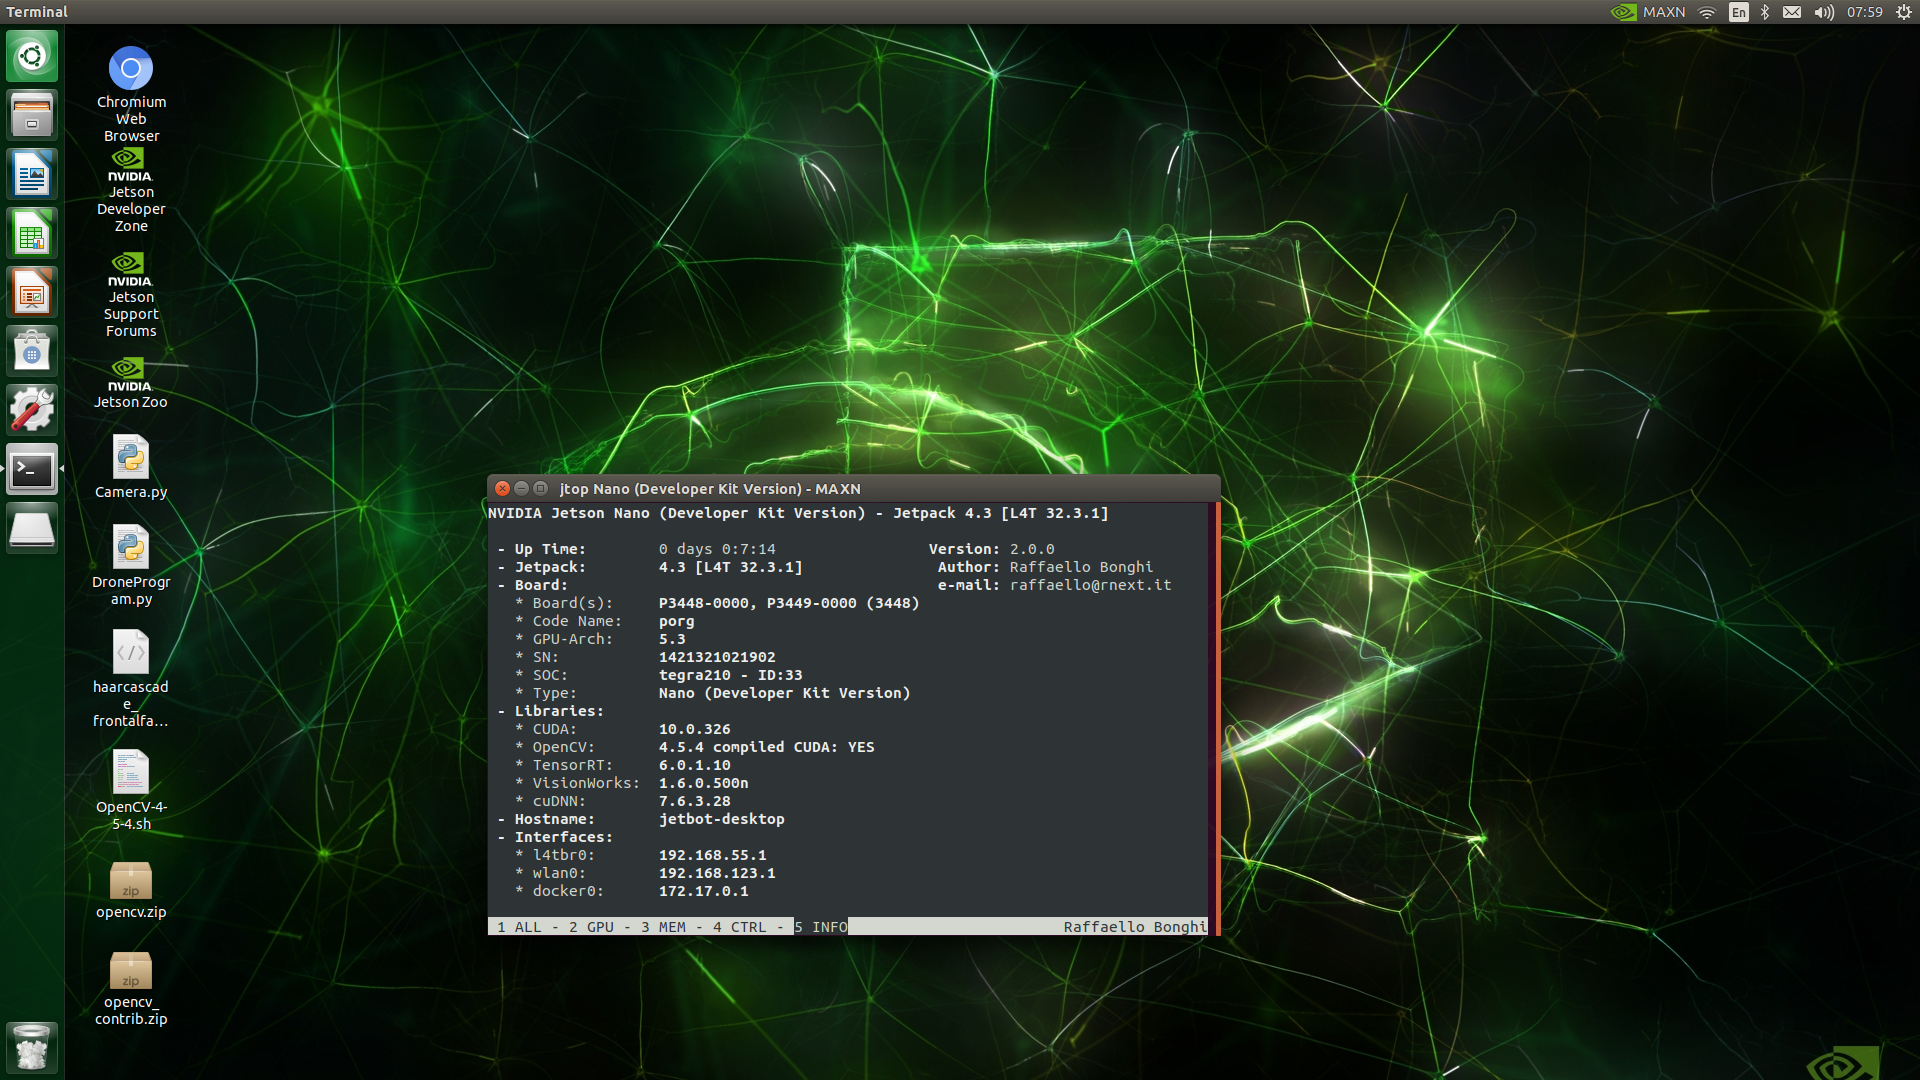 Terminal
MAXN
En
07:59
Chromium
Web
Browser
NVIDIA.
Jetson
Developer
Zone
NVIDIA.
Jetson
Support
Forums
NVIDIA.
Jetson Zoo
Camera.py
DroneProgr
am.py
haarcascad
e_
frontalfa...
OpenCV-4-
5-4.sh
zip
opencv.zip
zip
opencv_
contrib.zip
jtop Nano (Developer Kit Version) - MAXN
NVIDIA Jetson Nano (Developer Kit Version) - Jetpack 4.3 [L4T 32.3.1]
- Up Time: 0 days 0:7:14 Version: 2.0.0
- Jetpack: 4.3 [L4T 32.3.1] Author: Raffaello Bonghi
- Board: e-mail: raffaello@rnext.it
* Board(s): P3448-0000, P3449-0000 (3448)
* Code Name: porg
* GPU-Arch: 5.3
* SN: 1421321021902
* SOC: tegra210 - ID:33
* Type: Nano (Developer Kit Version)
- Libraries:
* CUDA: 10.0.326
* OpenCV: 4.5.4 compiled CUDA: YES
* TensorRT: 6.0.1.10
* VisionWorks: 1.6.0.500n
* cuDNN: 7.6.3.28
- Hostname: jetbot-desktop
- Interfaces:
* l4tbr0: 192.168.55.1
* wlan0: 192.168.123.1
* docker0: 172.17.0.1
1 ALL - 2 GPU - 3 MEM - 4 CTRL - 5 INFO Raffaello Bonghi